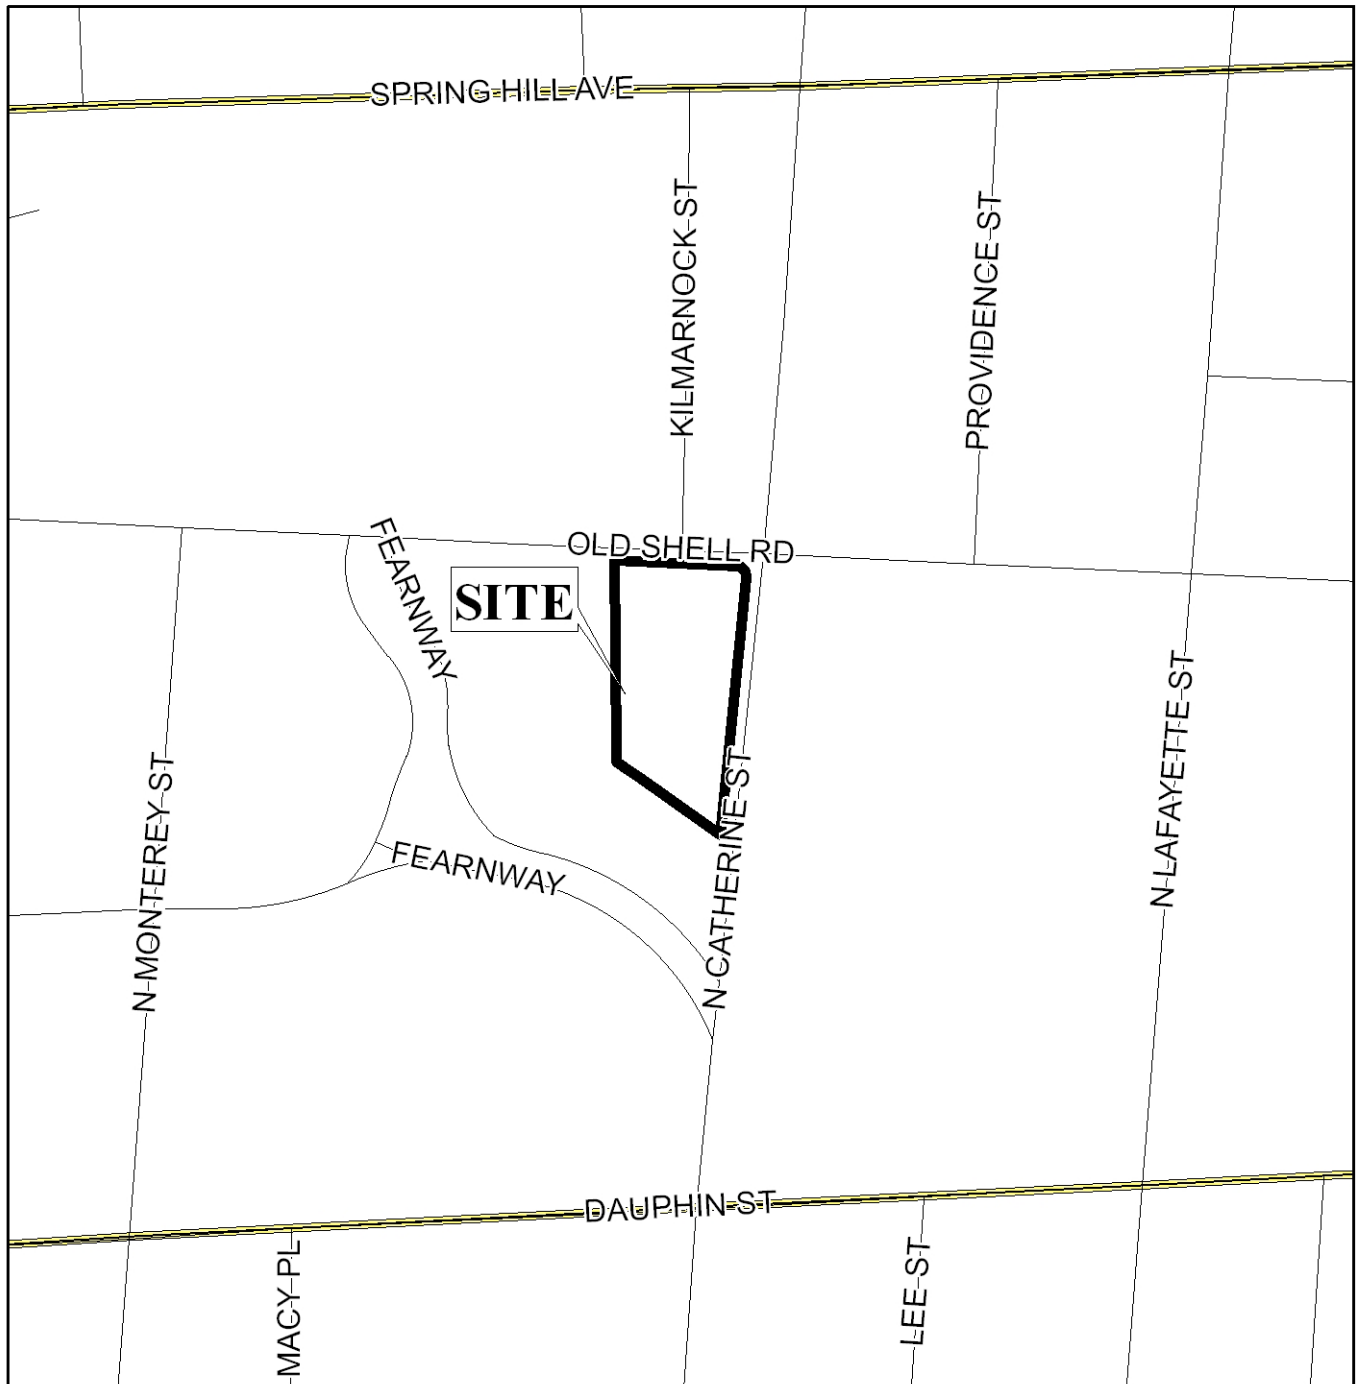 SPRING HILL AVE
KILMARNOCK ST
PROVIDENCE ST
OLD SHELL RD
FEARNWAY
SITE
N LAFAYETTE ST
N MONTEREY ST
N CATHERINE ST
FEARNWAY
DAUPHIN ST
MACY PL
LEE ST